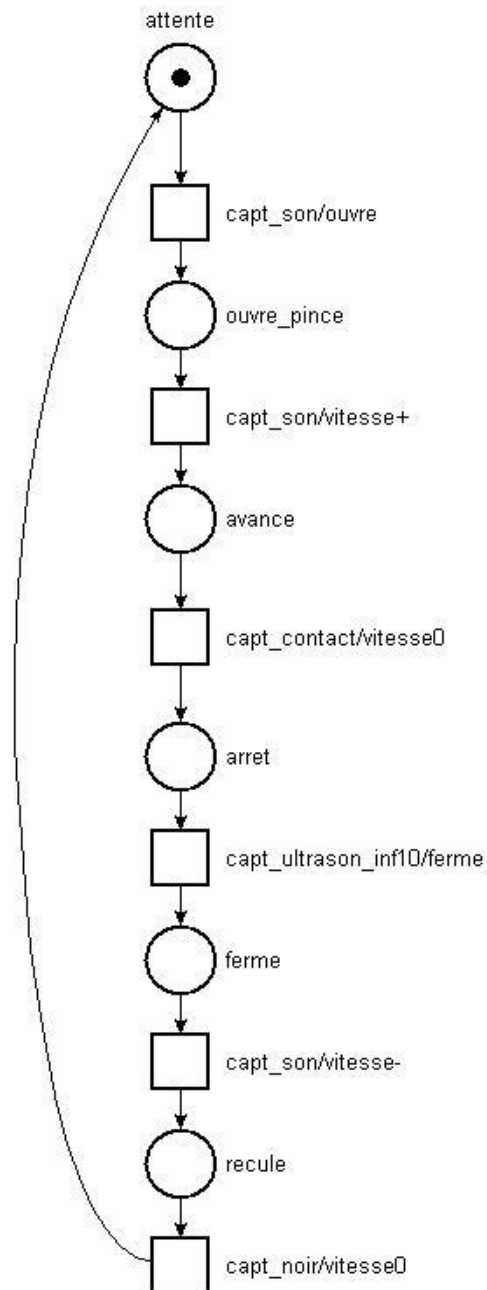 attente
capt_son/ouvre
ouvre_pince
capt_son/vitesse+
avance
capt_contact/vitesse0
arret
capt_ultrason_inf10/ferme
ferme
capt_son/vitesse-
recule
capt_noir/vitesse0